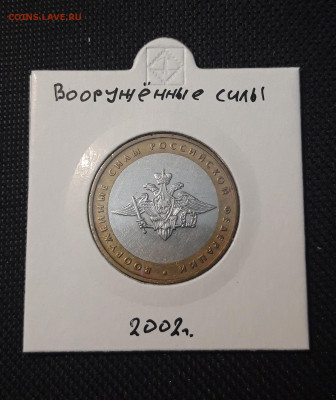 COINS.LAVE.RU
Вооружённые силы
ВООРУЖЕННЫЕ СИЛЫ РОССИЙСКОЙ ФЕДЕРАЦИИ
2002г.